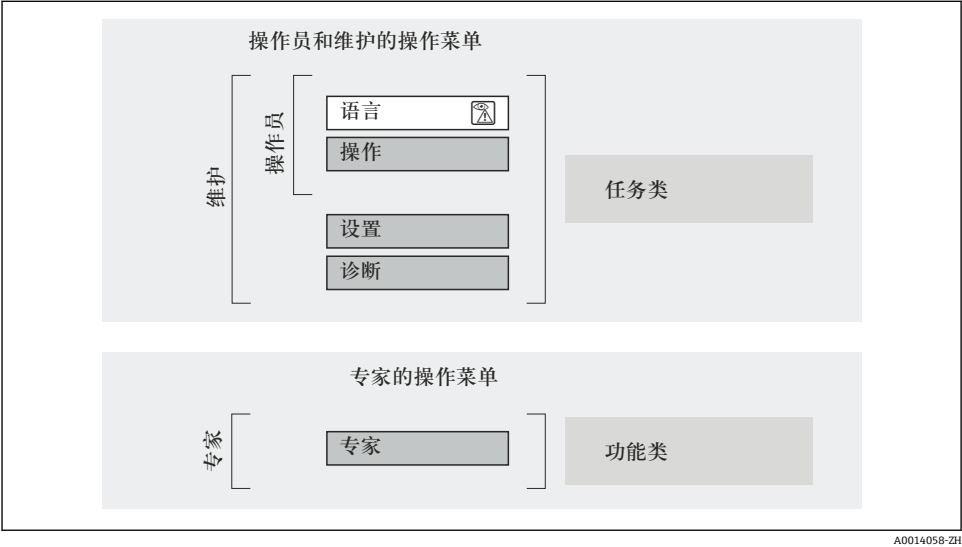 操作员和维护的操作菜单
维护
操作员
语言
操作
设置
诊断
任务类
专家的操作菜单
专家
专家
功能类
A0014058-ZH